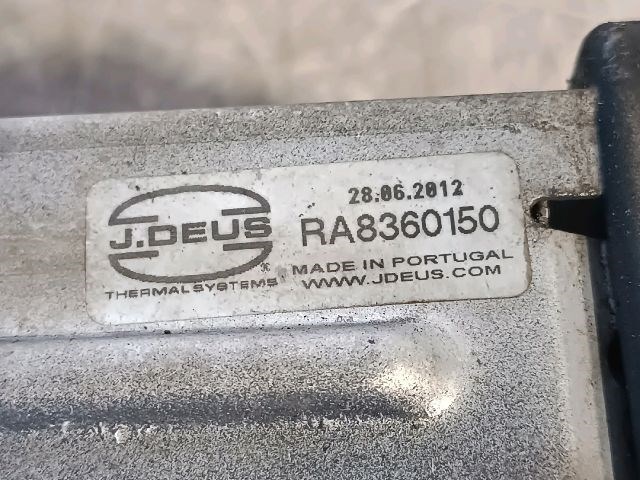 J.DEUS
THERMAL SYSTEMS
28.06.2012
RA8360150
MADE IN PORTUGAL
WWW.JDEUS.COM